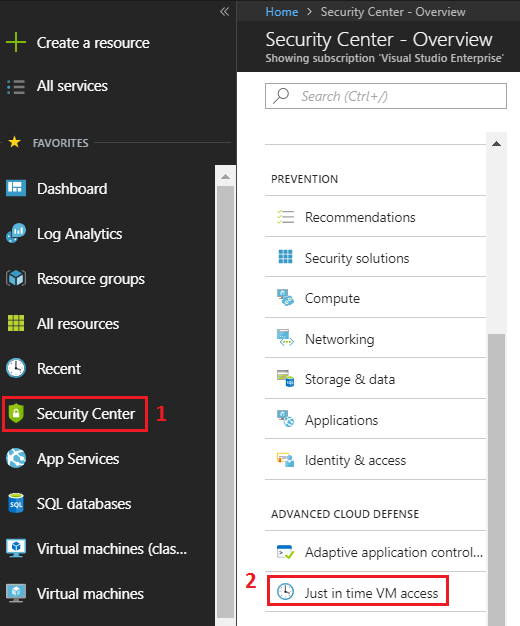 «
Create a resource
All services
FAVORITES
Dashboard
Log Analytics
Resource groups
All resources
Recent
Security Center 1
App Services
SQL databases
Virtual machines (clas...
Virtual machines
Home > Security Center - Overview
Security Center - Overview
Showing subscription 'Visual Studio Enterprise'
Search (Ctrl+/)
PREVENTION
Recommendations
Security solutions
Compute
Networking
Storage & data
Applications
Identity & access
ADVANCED CLOUD DEFENSE
Adaptive application control...
2 Just in time VM access